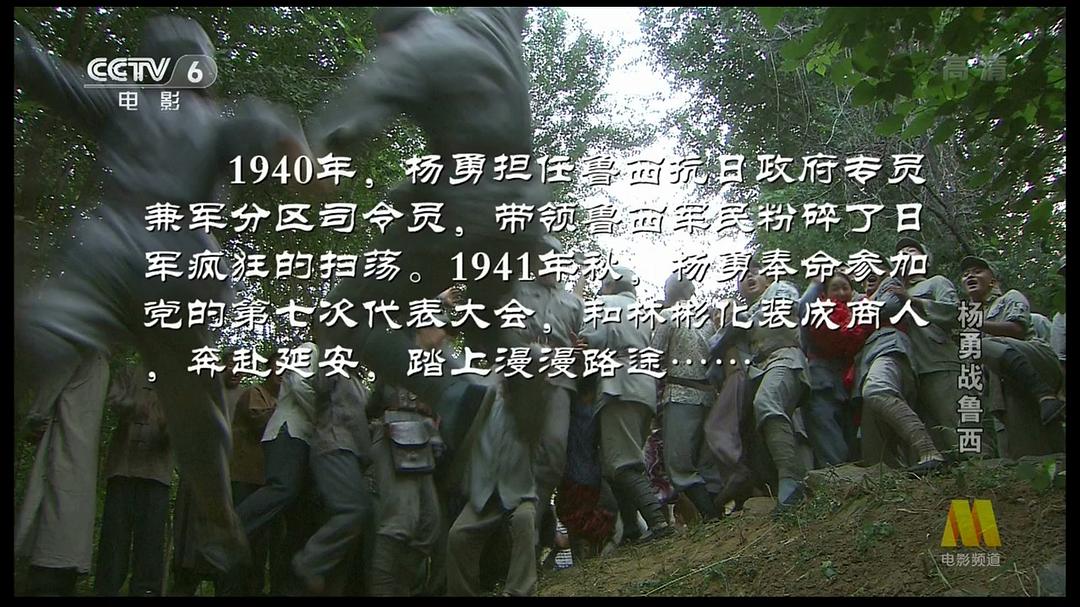 CCTV 6
电影
高清
1940年，杨勇担任鲁西抗日政府专员
兼军分区司令员，带领鲁西军民粉碎了日
军疯狂的扫荡。1941年秋，杨勇奉命参加
党的第七次代表大会，和林彬化装成商人
，奔赴延安，踏上漫漫路途……
杨勇战鲁西
电影频道